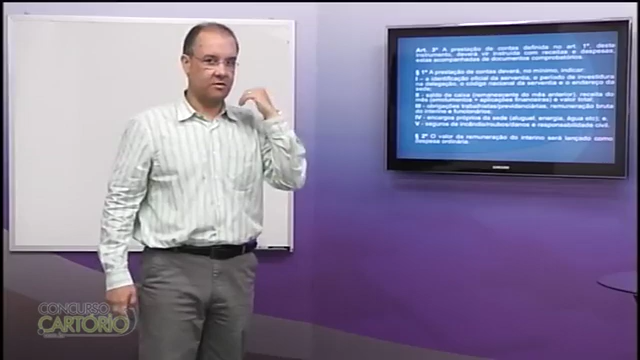 Art. 3º A prestação de contas definida no art. 1º, deste
instrumento, deverá vir instruída com receitas e despesas,
estas acompanhadas de documentos comprobatórios.
§ 1º A prestação de contas deverá, no mínimo, indicar:
I - a identificação oficial da serventia, o período de investidura
na delegação, o código nacional da serventia e o endereço da
sede;
II - saldo de caixa (remanescente do mês anterior), receita do
mês (emolumentos + aplicações financeiras) e valor total;
III - obrigações trabalhistas/previdenciárias, remuneração bruta
do interino e funcionários;
IV - encargos próprios da sede (aluguel, energia, água etc) e;
V - seguros de incêndio/roubos/danos e responsabilidade civil.
§ 2º O valor da remuneração do interino será lançado como
despesa ordinária.
SAMSUNG
CONCURSO
CARTÓRIO